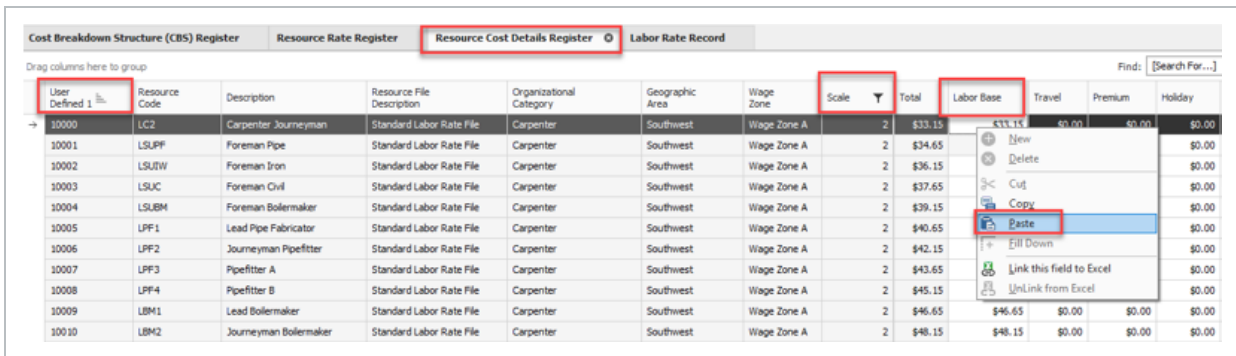 Cost Breakdown Structure (CBS) Register Resource Rate Register Resource Cost Details Register Labor Rate Record
Drag columns here to group Find: [Search For...]
User Defined 1 Resource Code Description Resource File Description Organizational Category Geographic Area Wage Zone Scale Total Labor Base Travel Premium Holiday
10000 LC2 Carpenter Journeyman Standard Labor Rate File Carpenter Southwest Wage Zone A 2 $33.15 $33.15 $0.00 $0.00 $0.00
10001 LSUPF Foreman Pipe Standard Labor Rate File Carpenter Southwest Wage Zone A 2 $34.65 New $0.00
10002 LSUIW Foreman Iron Standard Labor Rate File Carpenter Southwest Wage Zone A 2 $36.15 Delete $0.00
10003 LSUC Foreman Civil Standard Labor Rate File Carpenter Southwest Wage Zone A 2 $37.65 Cut $0.00
10004 LSUBM Foreman Boilermaker Standard Labor Rate File Carpenter Southwest Wage Zone A 2 $39.15 Copy $0.00
10005 LPF1 Lead Pipe Fabricator Standard Labor Rate File Carpenter Southwest Wage Zone A 2 $40.65 Paste $0.00
10006 LPF2 Journeyman Pipefitter Standard Labor Rate File Carpenter Southwest Wage Zone A 2 $42.15 Fill Down $0.00
10007 LPF3 Pipefitter A Standard Labor Rate File Carpenter Southwest Wage Zone A 2 $43.65 Link this field to Excel $0.00
10008 LPF4 Pipefitter B Standard Labor Rate File Carpenter Southwest Wage Zone A 2 $45.15 UnLink from Excel $0.00
10009 LBM1 Lead Boilermaker Standard Labor Rate File Carpenter Southwest Wage Zone A 2 $46.65 $46.65 $0.00 $0.00 $0.00
10010 LBM2 Journeyman Boilermaker Standard Labor Rate File Carpenter Southwest Wage Zone A 2 $48.15 $48.15 $0.00 $0.00 $0.00